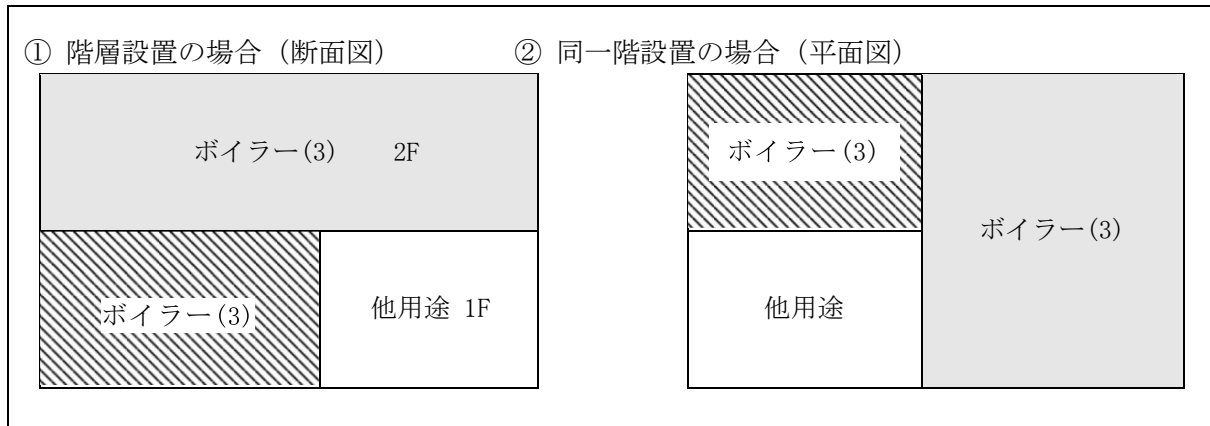 ① 階層設置の場合 (断面図)
② 同一階設置の場合 (平面図)
ボイラー(3) 2F
ボイラー(3)
他用途 1F
ボイラー(3)
他用途
ボイラー(3)